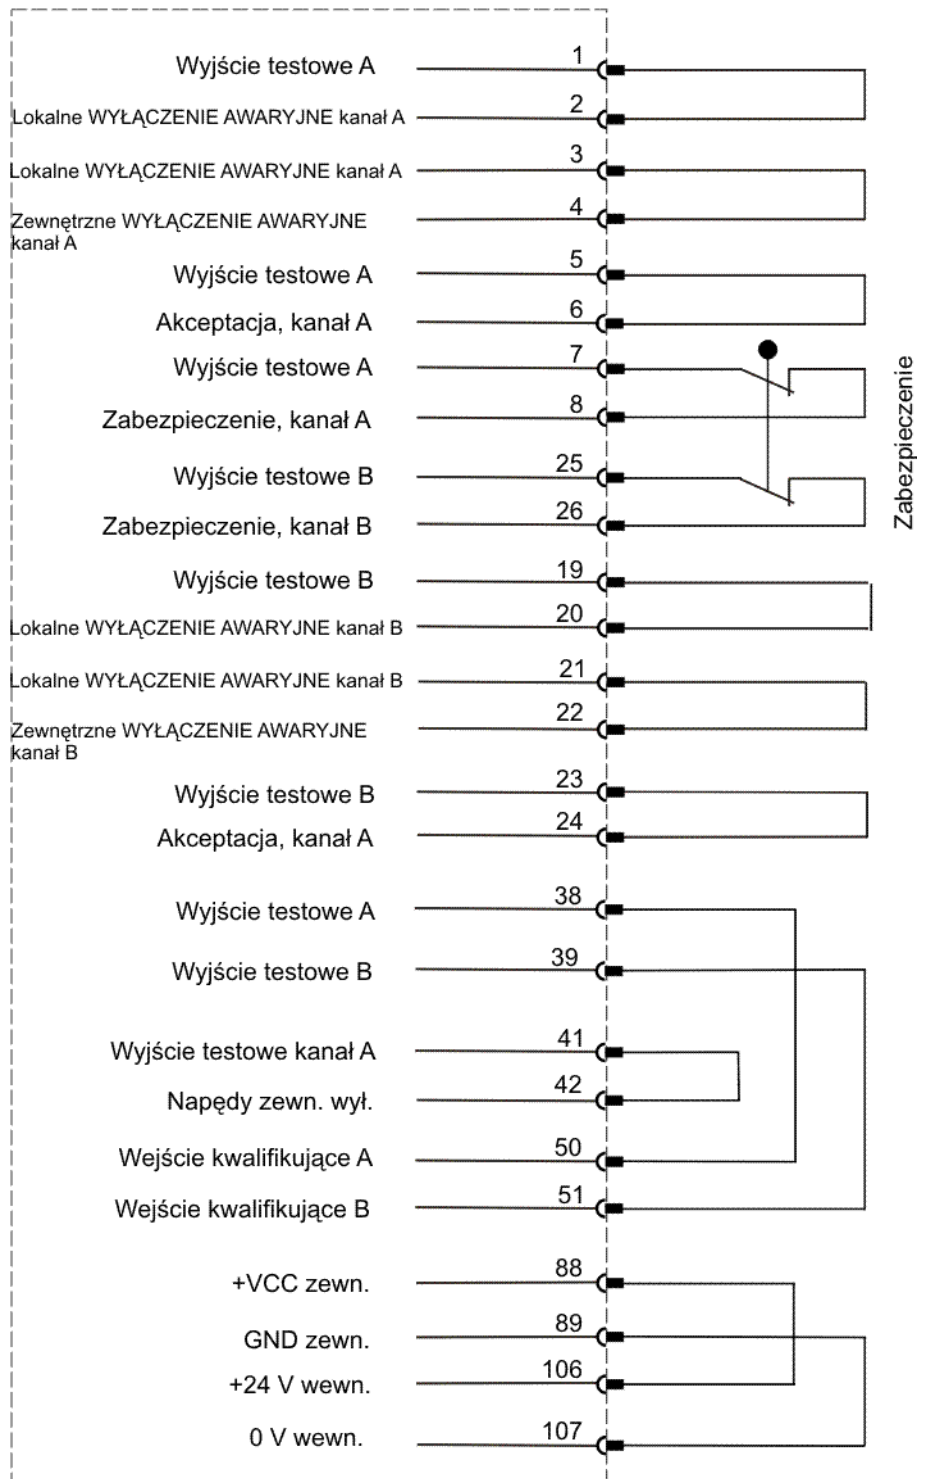 Wyjście testowe A 1
Lokalne WYŁĄCZENIE AWARYJNE kanał A 2
Lokalne WYŁĄCZENIE AWARYJNE kanał A 3
Zewnętrzne WYŁĄCZENIE AWARYJNE 4
kanał A
Wyjście testowe A 5
Akceptacja, kanał A 6
Wyjście testowe A 7
Zabezpieczenie, kanał A 8
Wyjście testowe B 25
Zabezpieczenie, kanał B 26
Zabezpieczenie
Wyjście testowe B 19
Lokalne WYŁĄCZENIE AWARYJNE kanał B 20
Lokalne WYŁĄCZENIE AWARYJNE kanał B 21
Zewnętrzne WYŁĄCZENIE AWARYJNE 22
kanał B
Wyjście testowe B 23
Akceptacja, kanał A 24
Wyjście testowe A 38
Wyjście testowe B 39
Wyjście testowe kanał A 41
Napędy zewn. wył. 42
Wejście kwalifikujące A 50
Wejście kwalifikujące B 51
+VCC zewn. 88
GND zewn. 89
+24 V wewn. 106
0 V wewn. 107